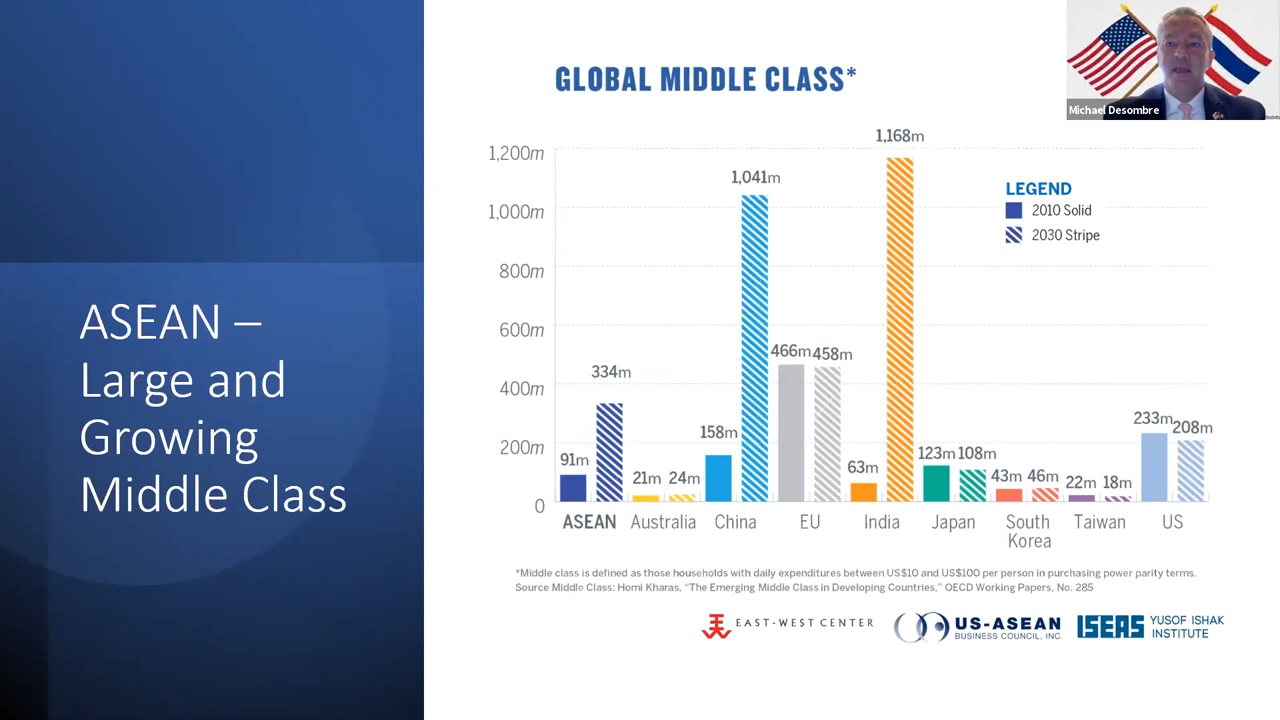 ASEAN –
Large and
Growing
Middle Class
GLOBAL MIDDLE CLASS*
Michael Desombre
1,200m
1,000m
800m
600m
400m
200m
0
91m
334m
21m
24m
158m
1,041m
466m
458m
63m
1,168m
123m
108m
43m
46m
22m
18m
233m
208m
LEGEND
2010 Solid
2030 Stripe
ASEAN
Australia
China
EU
India
Japan
South
Korea
Taiwan
US
*Middle class is defined as those households with daily expenditures between US$10 and US$100 per person in purchasing power parity terms.
Source Middle Class: Homi Kharas, “The Emerging Middle Class in Developing Countries,” OECD Working Papers, No. 285
EAST-WEST CENTER
US-ASEAN
BUSINESS COUNCIL, INC.
ISEAS
YUSOF ISHAK
INSTITUTE